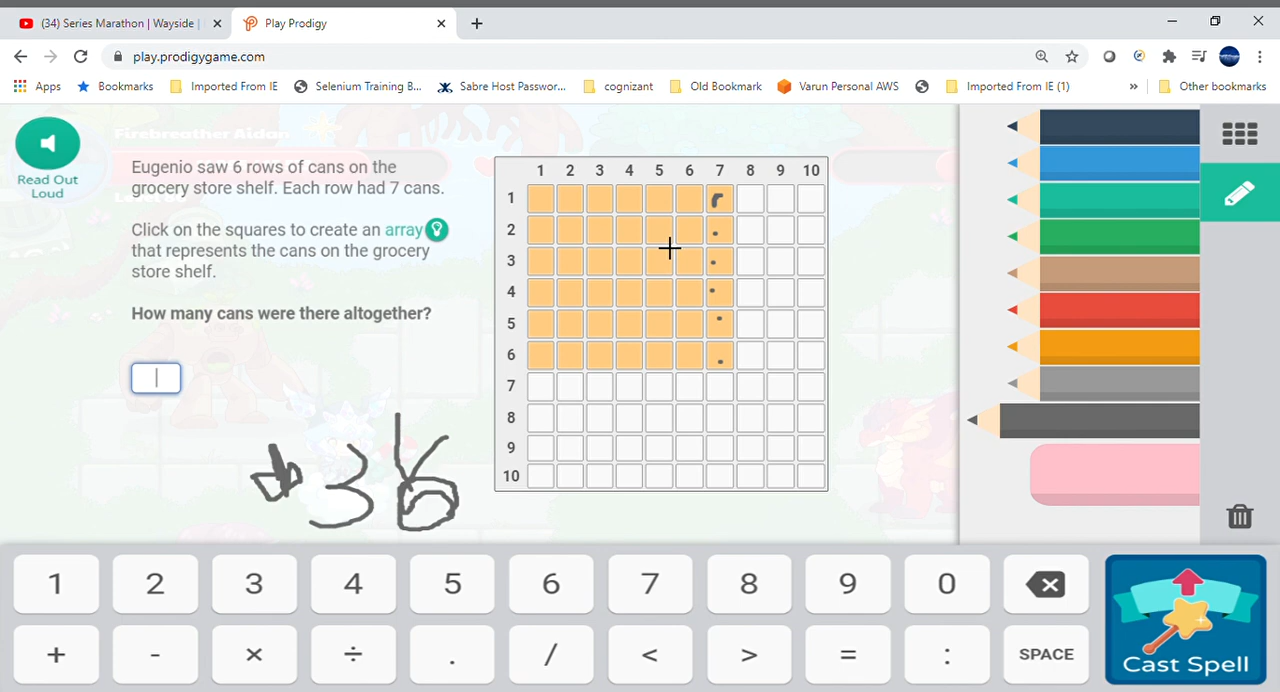 (34) Series Marathon | Wayside |
Play Prodigy
play.prodigygame.com
Apps
Bookmarks
Imported From IE
Selenium Training B...
Sabre Host Passwor...
cognizant
Old Bookmark
Varun Personal AWS
Imported From IE (1)
»
Other bookmarks
Firebreather Aidan
Read Out
Loud
Eugenio saw 6 rows of cans on the
grocery store shelf. Each row had 7 cans.
Click on the squares to create an array
that represents the cans on the grocery
store shelf.
How many cans were there altogether?
1 2 3 4 5 6 7 8 9 10
1
2
3
4
5
6
7
8
9
10
36
1 2 3 4 5 6 7 8 9 0
+ - × ÷ . / < > = : SPACE
Cast Spell